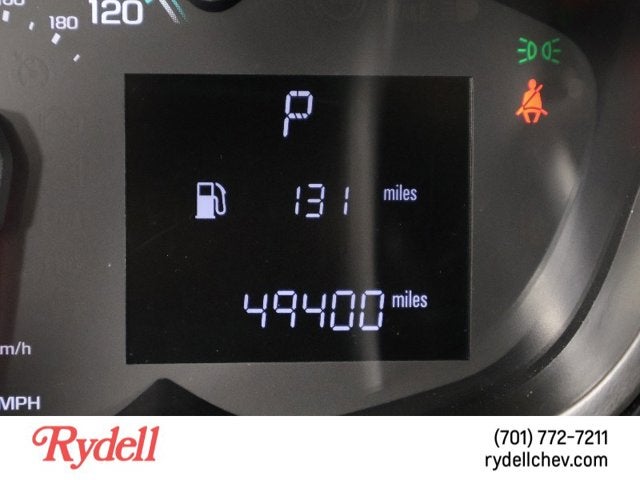 180 120
P
131 miles
49400 miles
m/h
MPH
Rydell
(701) 772-7211
rydellchev.com